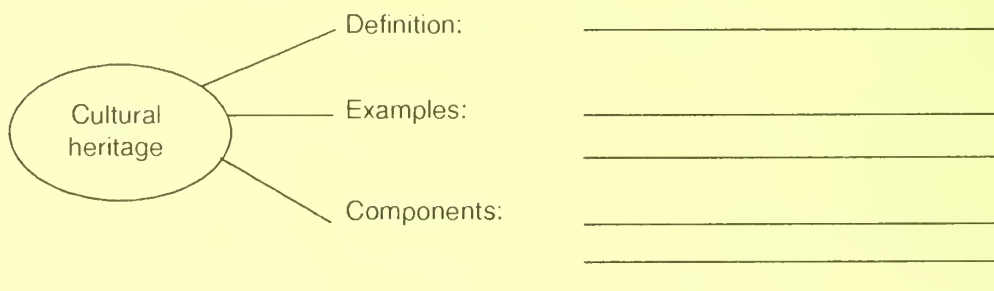 Definition:
Cultural
heritage
Examples:
Components: